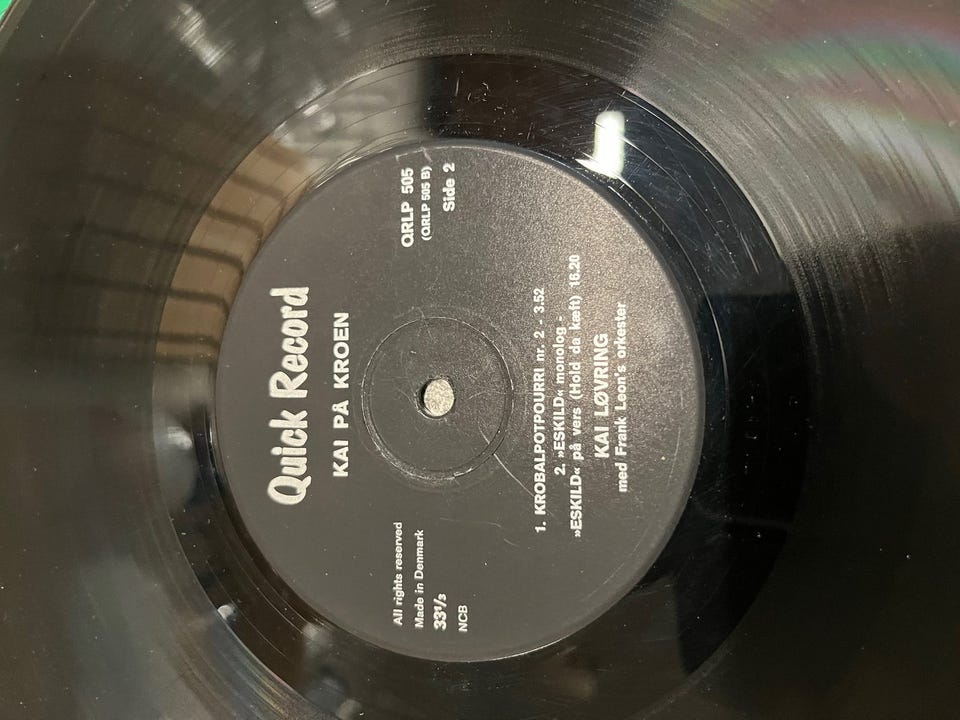 Quick Record
KAI PÅ KROEN
QRLP 505
(QRLP 505 B)
Side 2
All rights reserved
Made in Denmark
33⅓
NCB
1. KROBALPOTPOURRI nr. 2 - 3.52
2. »ESKILD« monolog -
»ESKILD« på vers (Hold da kæft) 16.20
KAI LØVRING
med Frank Leon's orkester